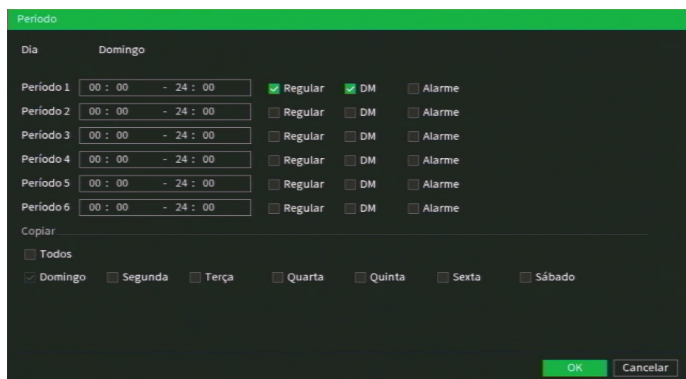 Período
Dia Domingo
Período 1 00 : 00 - 24 : 00 Regular DM Alarme
Período 2 00 : 00 - 24 : 00 Regular DM Alarme
Período 3 00 : 00 - 24 : 00 Regular DM Alarme
Período 4 00 : 00 - 24 : 00 Regular DM Alarme
Período 5 00 : 00 - 24 : 00 Regular DM Alarme
Período 6 00 : 00 - 24 : 00 Regular DM Alarme
Copiar
Todos
Domingo Segunda Terça Quarta Quinta Sexta Sábado
OK Cancelar